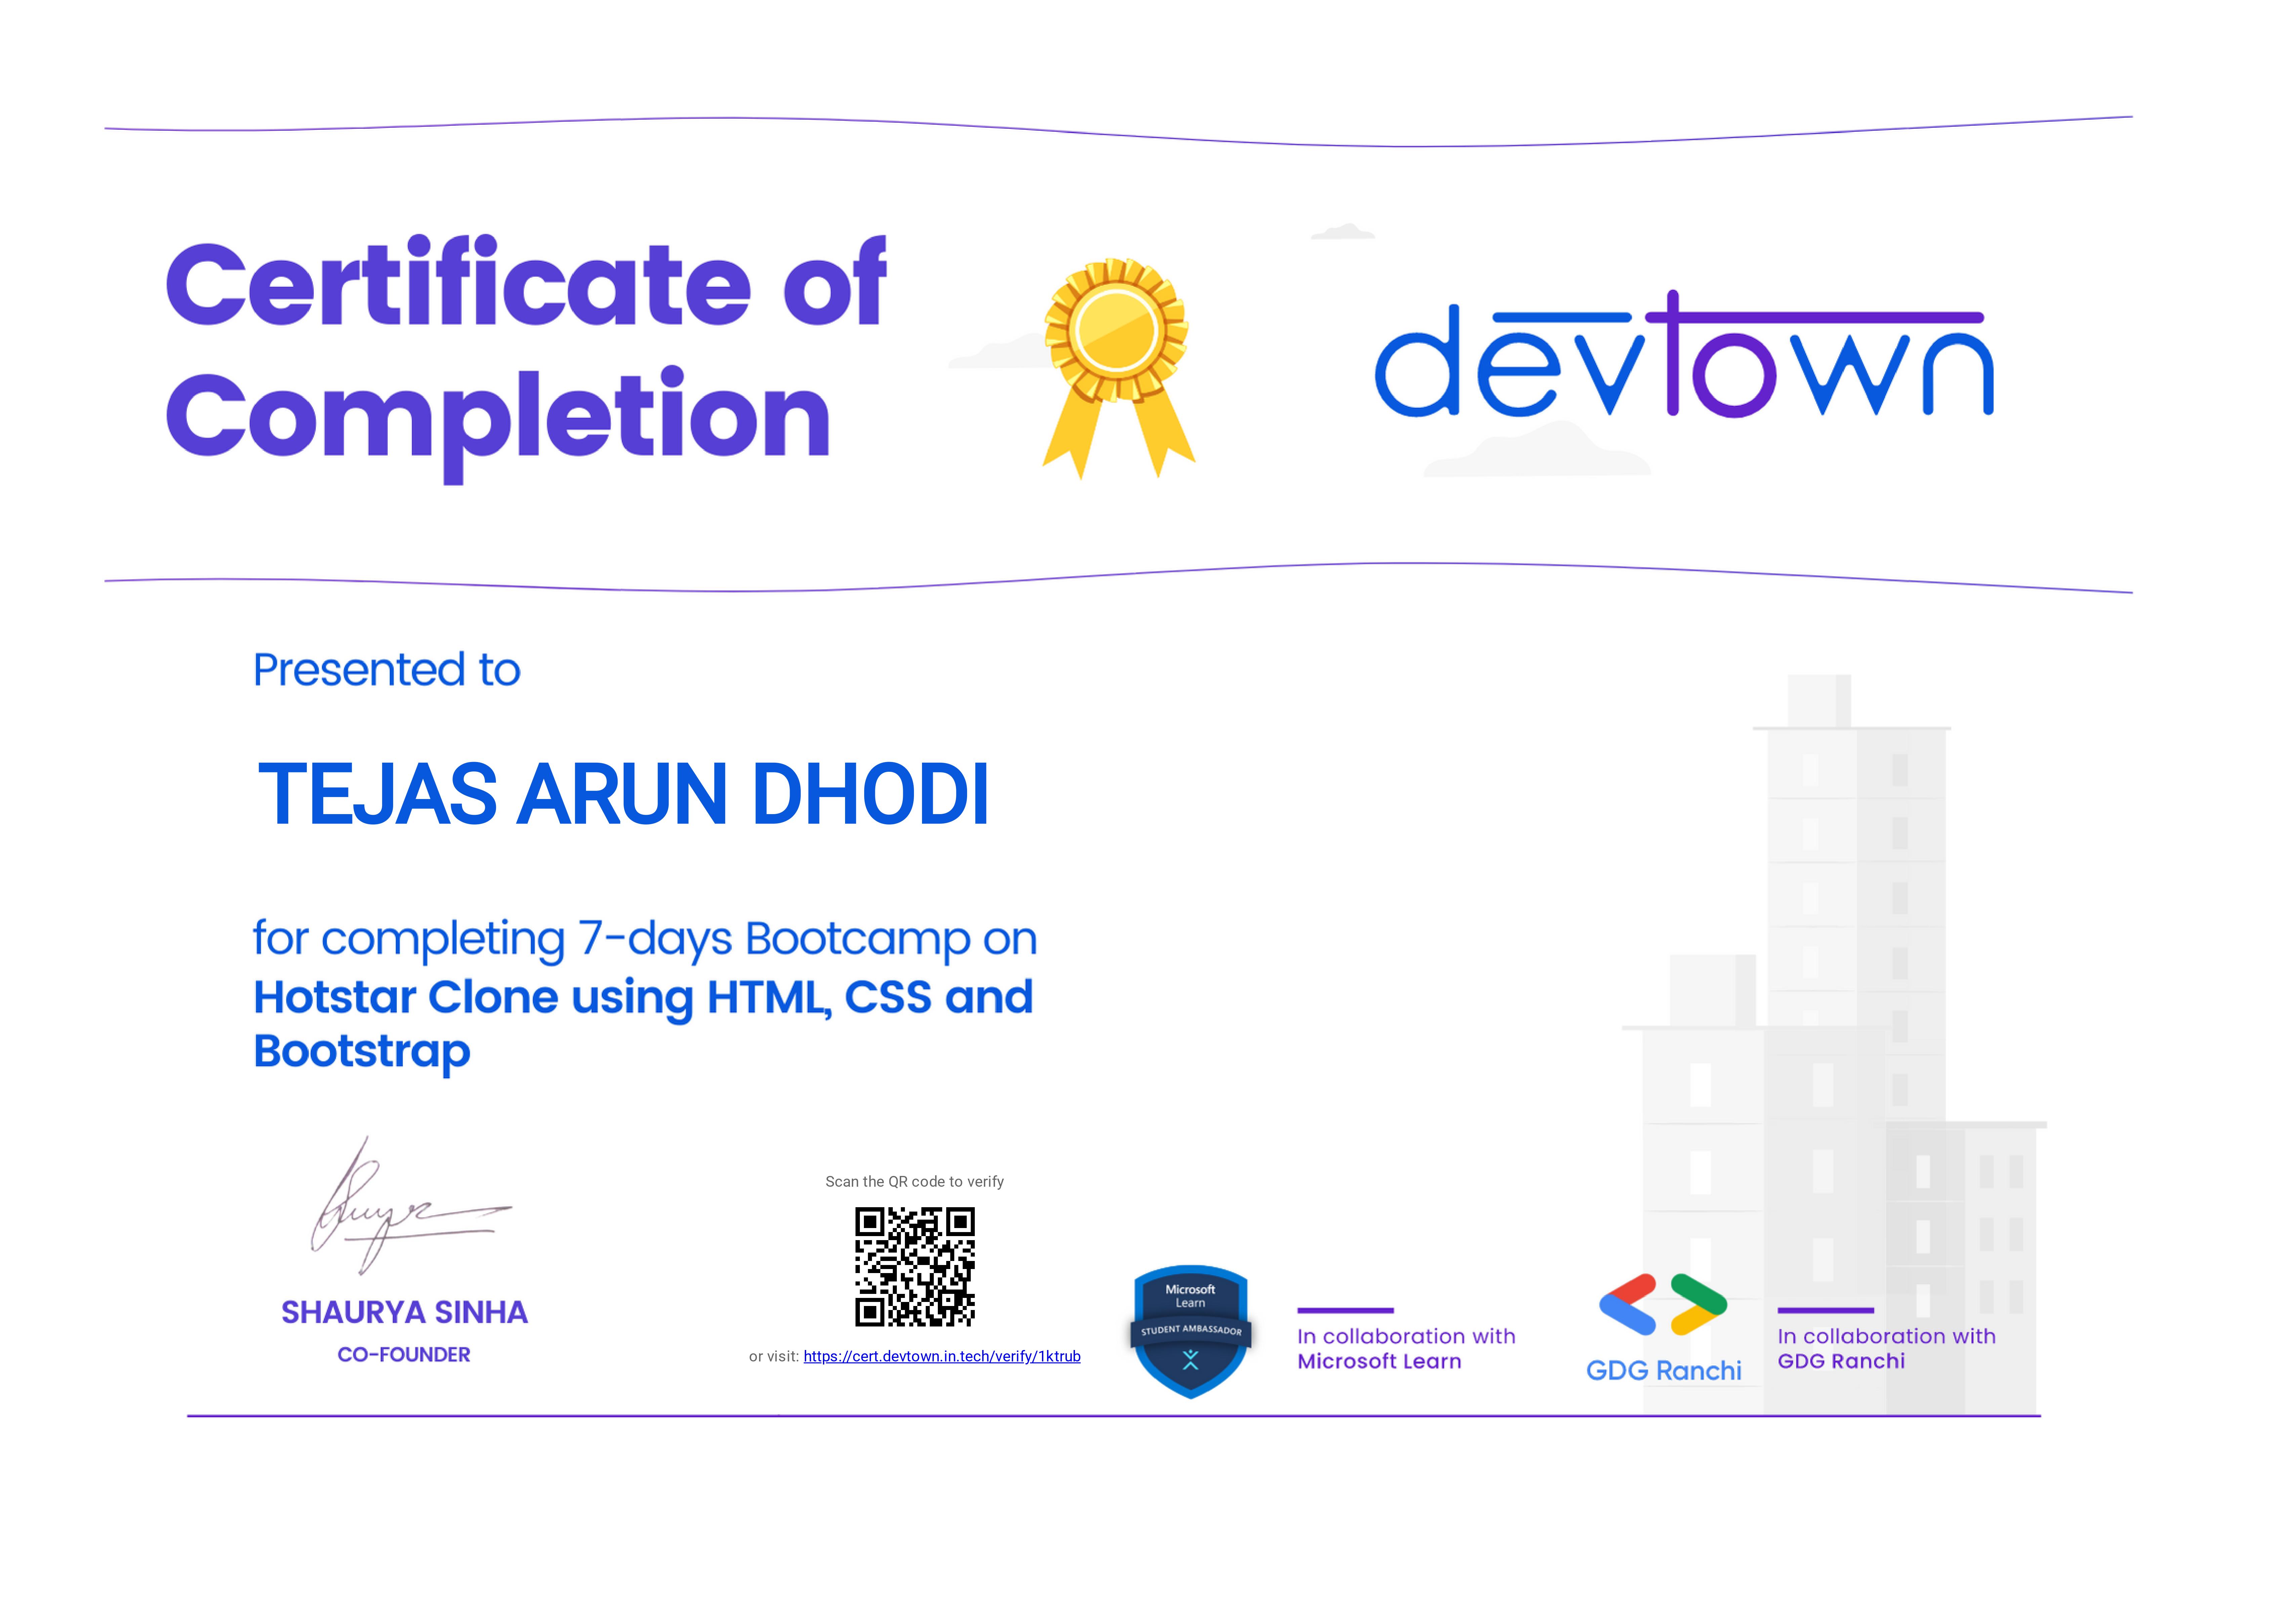 Certificate of
Completion
devtown
Presented to
TEJAS ARUN DHODI
for completing 7-days Bootcamp on
Hotstar Clone using HTML, CSS and
Bootstrap
SHAURYA SINHA
CO-FOUNDER
Scan the QR code to verify
or visit: https://cert.devtown.in.tech/verify/1ktrub
Microsoft
Learn
STUDENT AMBASSADOR
In collaboration with
Microsoft Learn
GDG Ranchi
In collaboration with
GDG Ranchi